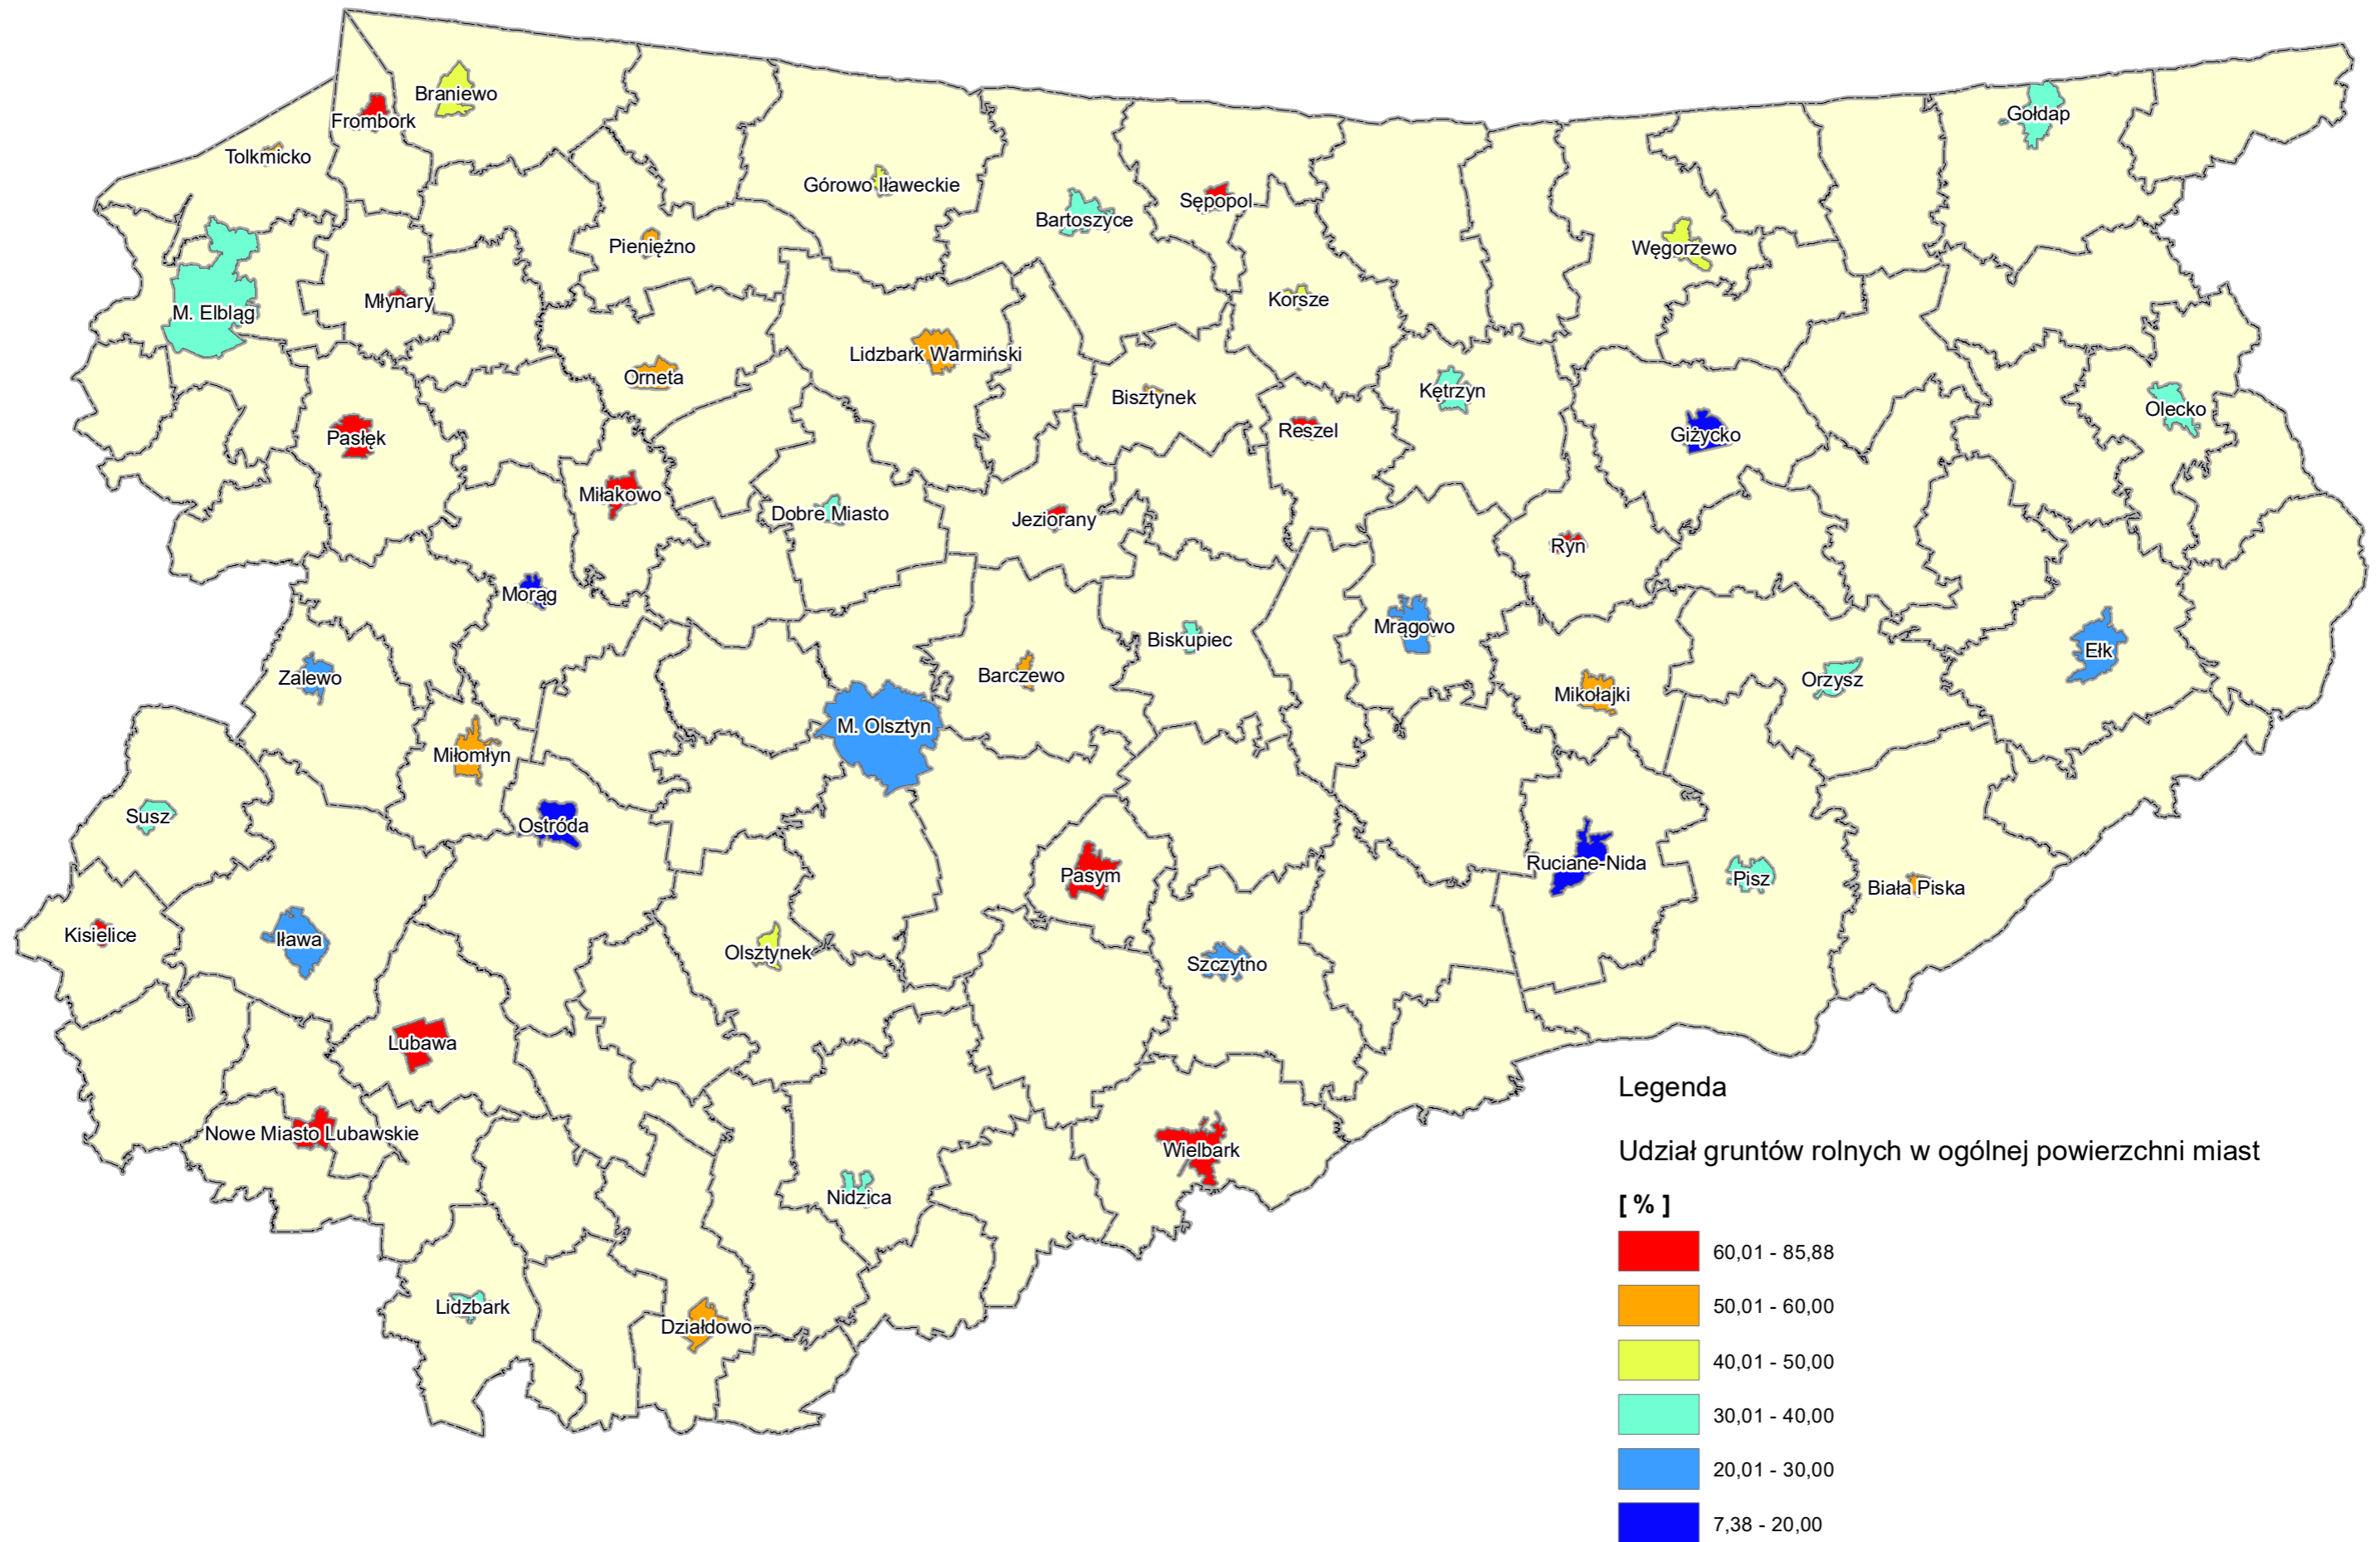 Braniewo
Frombork
Gołdap
Tolkmicko
Górowo Iławeckie
Sępopol
Bartoszyce
Pieniężno
Węgorzewo
Młynary
Korsze
M. Elbląg
Lidzbark Warmiński
Orneta
Kętrzyn
Bisztynek
Olecko
Reszel
Giżycko
Pasłęk
Miłakowo
Dobre Miasto
Jeziorany
Ryn
Morąg
Mrągowo
Biskupiec
Ełk
Barczewo
Zalewo
Orzysz
Mikołajki
M. Olsztyn
Miłomłyn
Susz
Ostróda
Ruciane-Nida
Pasym
Pisz
Biała Piska
Kisielice
Iława
Olsztynek
Szczytno
Lubawa
Nowe Miasto Lubawskie
Wielbark
Nidzica
Lidzbark
Działdowo
Legenda
Udział gruntów rolnych w ogólnej powierzchni miast
[ % ]
60,01 - 85,88
50,01 - 60,00
40,01 - 50,00
30,01 - 40,00
20,01 - 30,00
7,38 - 20,00